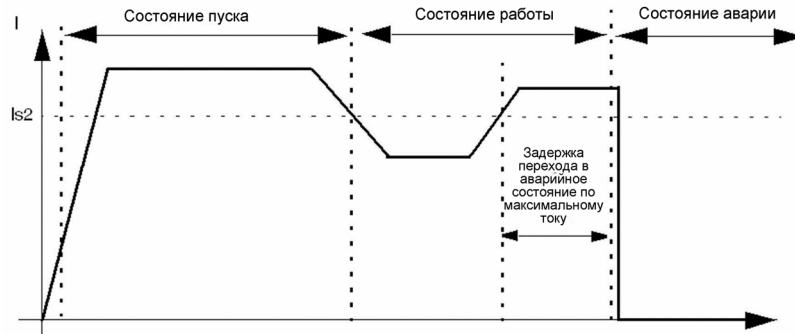 I
Состояние пуска
Состояние работы
Состояние аварии
Is2
Задержка
перехода в
аварийное
состояние по
максимальному
току